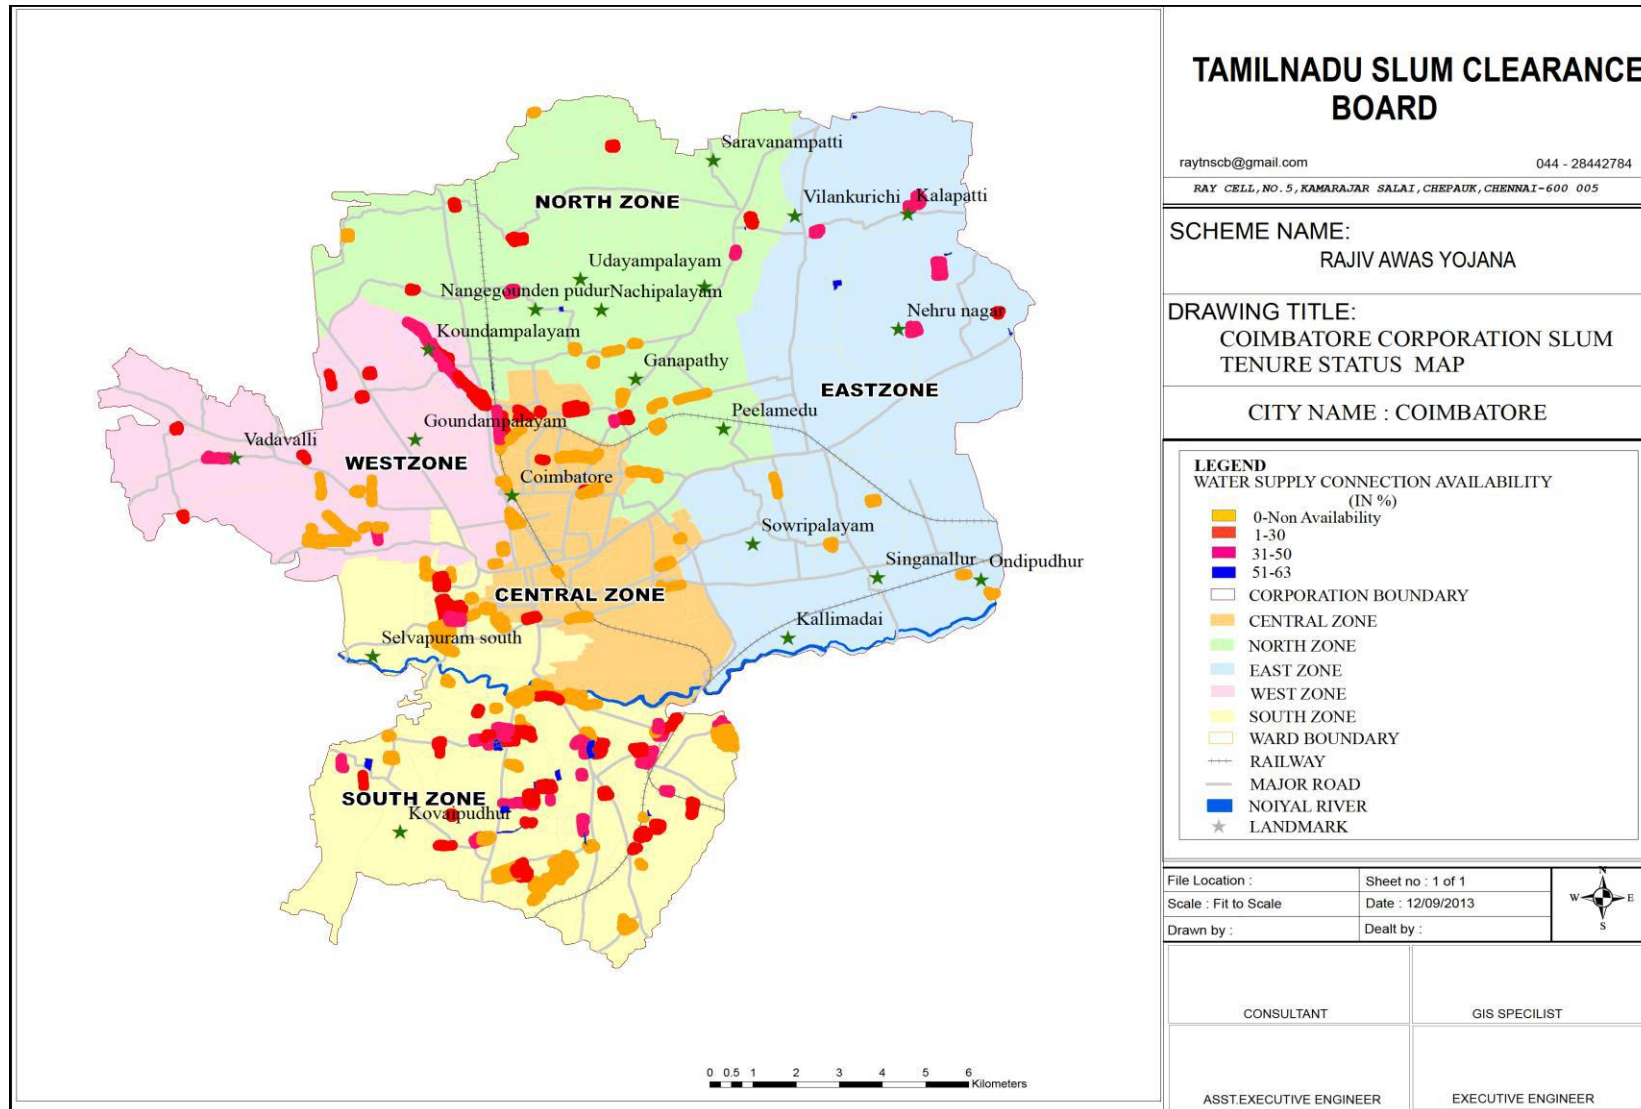 TAMILNADU SLUM CLEARANCE
BOARD
raytnscb@gmail.com 044 - 28442784
RAY CELL,NO.5,KAMARAJAR SALAI,CHEPAUK,CHENNAI-600 005
SCHEME NAME:
RAJIV AWAS YOJANA
DRAWING TITLE:
COIMBATORE CORPORATION SLUM
TENURE STATUS MAP
CITY NAME : COIMBATORE
LEGEND
WATER SUPPLY CONNECTION AVAILABILITY
(IN %)
0-Non Availability
1-30
31-50
51-63
CORPORATION BOUNDARY
CENTRAL ZONE
NORTH ZONE
EAST ZONE
WEST ZONE
SOUTH ZONE
WARD BOUNDARY
RAILWAY
MAJOR ROAD
NOIYAL RIVER
LANDMARK
File Location :
Sheet no : 1 of 1
Scale : Fit to Scale
Date : 12/09/2013
Drawn by :
Dealt by :
N
W E
S
CONSULTANT
GIS SPECILIST
ASST.EXECUTIVE ENGINEER
EXECUTIVE ENGINEER
Saravanampatti
NORTH ZONE
Vilankurichi
Kalapatti
Udayampalayam
Nangegounden pudur
Nachipalayam
Nehru nagar
Koundampalayam
Ganapathy
EASTZONE
Peelamedu
Goundampalayam
Vadavalli
WESTZONE
Coimbatore
Sowripalayam
Singanallur
Ondipudhur
CENTRAL ZONE
Kallimadai
Selvapuram south
SOUTH ZONE
Kovaipudhur
0 0.5 1 2 3 4 5 6
Kilometers